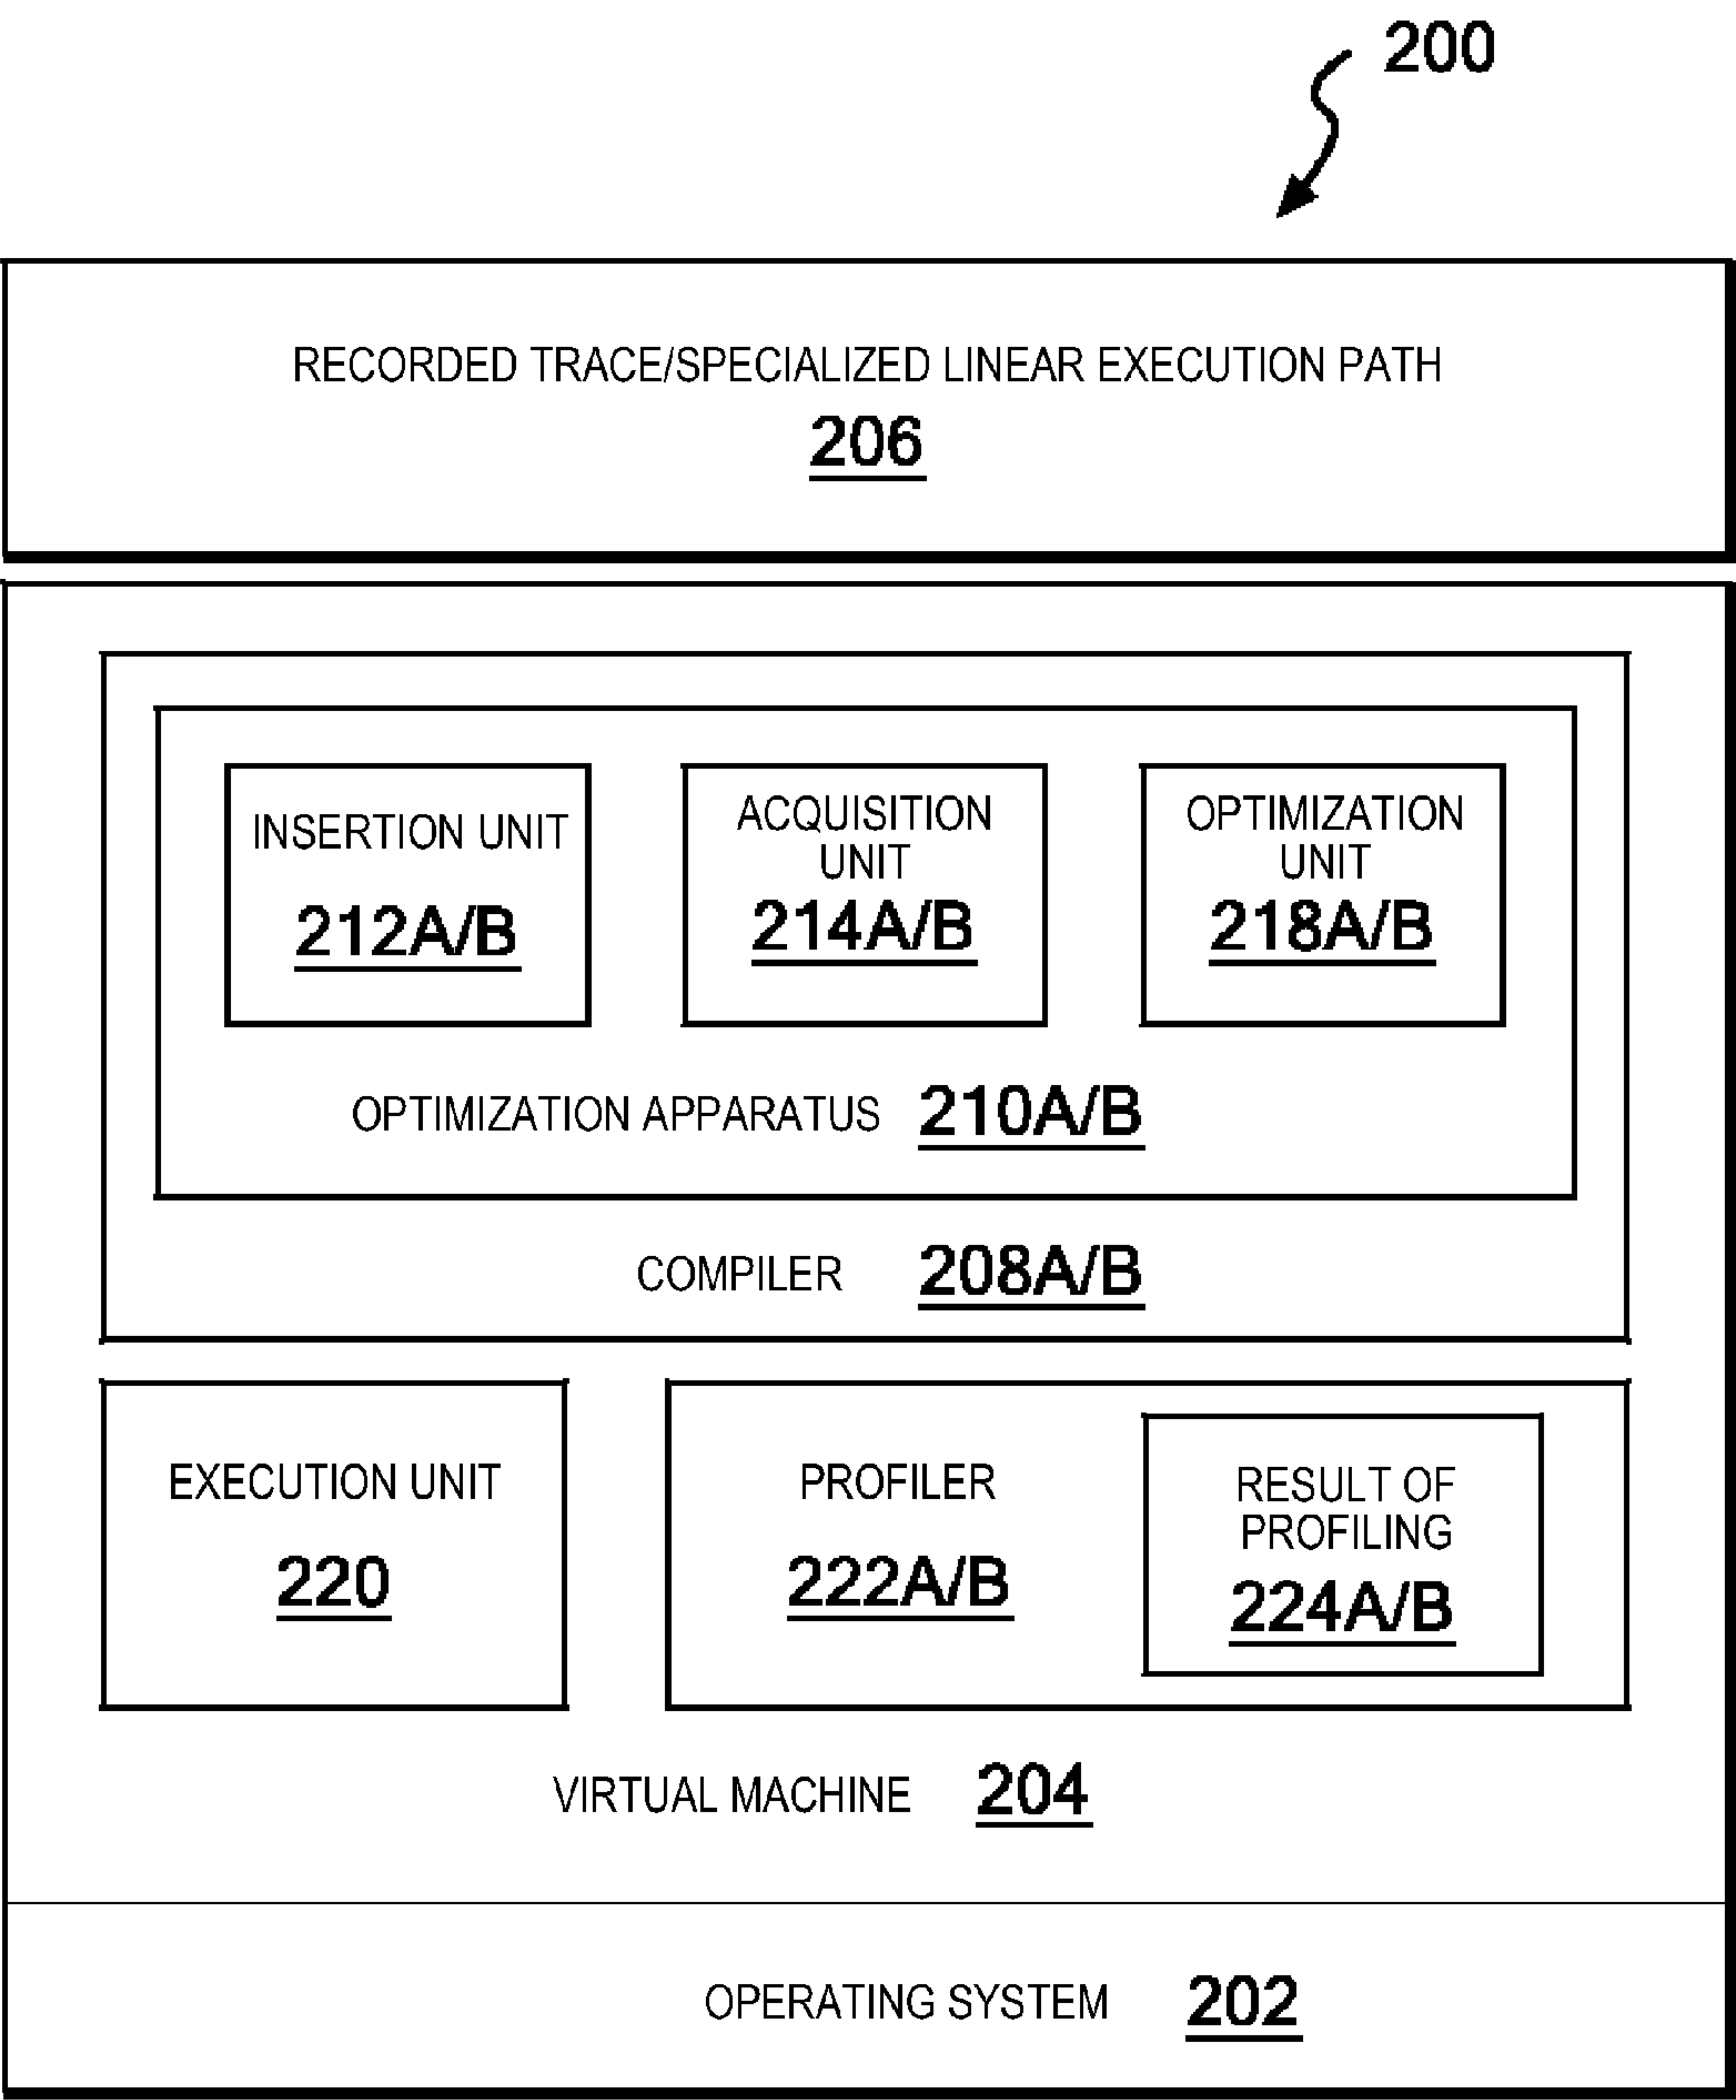 200
RECORDED TRACE/SPECIALIZED LINEAR EXECUTION PATH
206
INSERTION UNIT
212A/B
ACQUISITION
UNIT
214A/B
OPTIMIZATION
UNIT
218A/B
OPTIMIZATION APPARATUS 210A/B
COMPILER 208A/B
EXECUTION UNIT
220
PROFILER
222A/B
RESULT OF
PROFILING
224A/B
VIRTUAL MACHINE 204
OPERATING SYSTEM 202